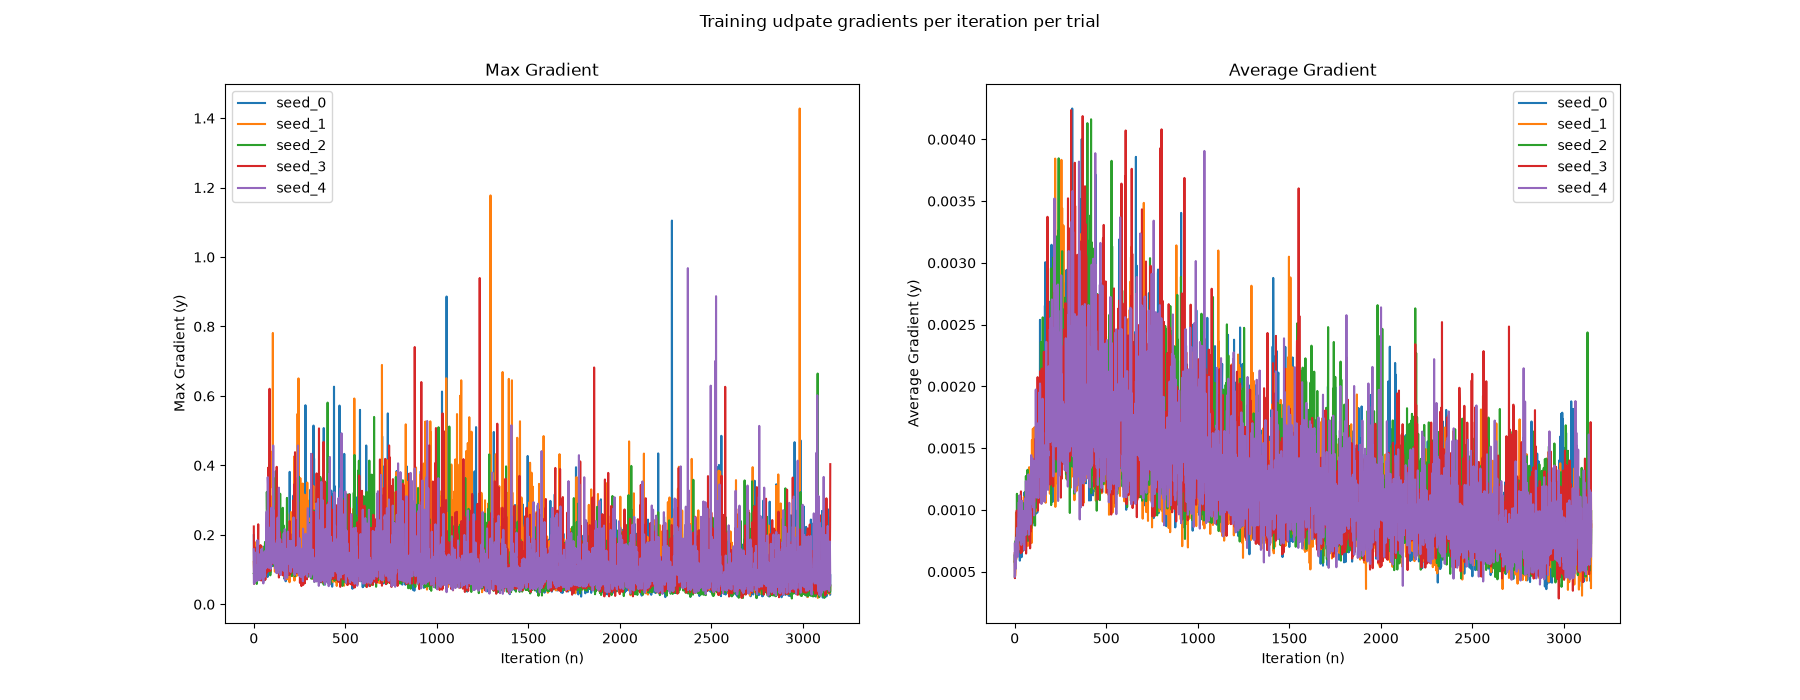 Training udpate gradients per iteration per trial
Max Gradient
seed_0
seed_1
seed_2
seed_3
seed_4
1.4
1.2
1.0
0.8
0.6
0.4
0.2
0.0
Max Gradient (y)
0 500 1000 1500 2000 2500 3000
Iteration (n)
Average Gradient
seed_0
seed_1
seed_2
seed_3
seed_4
0.0040
0.0035
0.0030
0.0025
0.0020
0.0015
0.0010
0.0005
Average Gradient (y)
0 500 1000 1500 2000 2500 3000
Iteration (n)